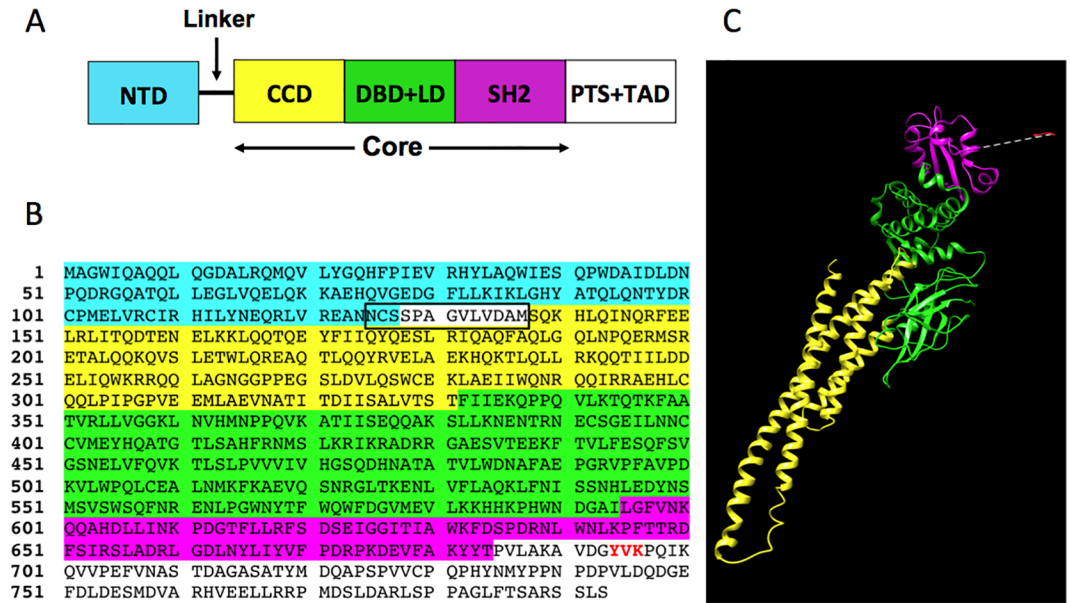 A
C
Linker
NTD CCD DBD+LD SH2 PTS+TAD
Core
B
1 MAGWIQAQQL QGDALRQMQV LYGQHFPIEV RHYLAQWIES QPWDAIDLDN
51 PQDRGQATQL LEGLVQELQK KAEHQVGEDG FLLKIKLGHY ATQLQNTYDR
101 CPMELVRCIR HILYNEQRLV REANNCSSPA GVLVDAMSQK HLQINQRFEE
151 LRLITQDTEN ELKKLQQTQE YFIIQYQESL RIQAQFAQLG QLNPQERMSR
201 ETALQQKQVS LETWLQREAQ TLQQYRVELA EKHQKTLQLL RKQQTIILDD
251 ELIQWKRRQQ LAGNGGPPEG SLDVLQSWCE KLAEIIWQNR QQIRRAEHLC
301 QQLPIPGPVE EMLAEVNATI TDIISALVTS TFIIEKQPPQ VLKTQTKFAA
351 TVRLLVGGKL NVHMNPPQVK ATIISEQQAK SLLKNENTRN ECSGEILNNC
401 CVMEYHQATG TLSAHFRNMS LKRIKRADRR GAESVTEEKF TVLFESQFSV
451 GSNELVFQVK TLSLPVVVIV HGSQDHNATA TVLWDNAFAE PGRVPFAVPD
501 KVLWPQLCEA LNMKFKAEVQ SNRGLTKENL VFLAQKLFNI SSNHLEDYNS
551 MSVSWSQFNR ENLPGWNYTF WQWFDGVMEV LKKHHKPHWN DGAILGFVNK
601 QQAHDLLINK PDGTFLLRFS DSEIGGITIA WKFDSPDRNL WNLKPFTTRD
651 FSIRSLADRL GDLNYLIYVF PDRPKDEVFA KYYTPVLAKA VDGYVKPQIK
701 QVVPEFVNAS TDAGASATYM DQAPSPVVCP QPHYNMYPPN PDPVLDQDGE
751 FDLDESMDVA RHVEELLRRP MDSLDARLSP PAGLFTSARS SLS